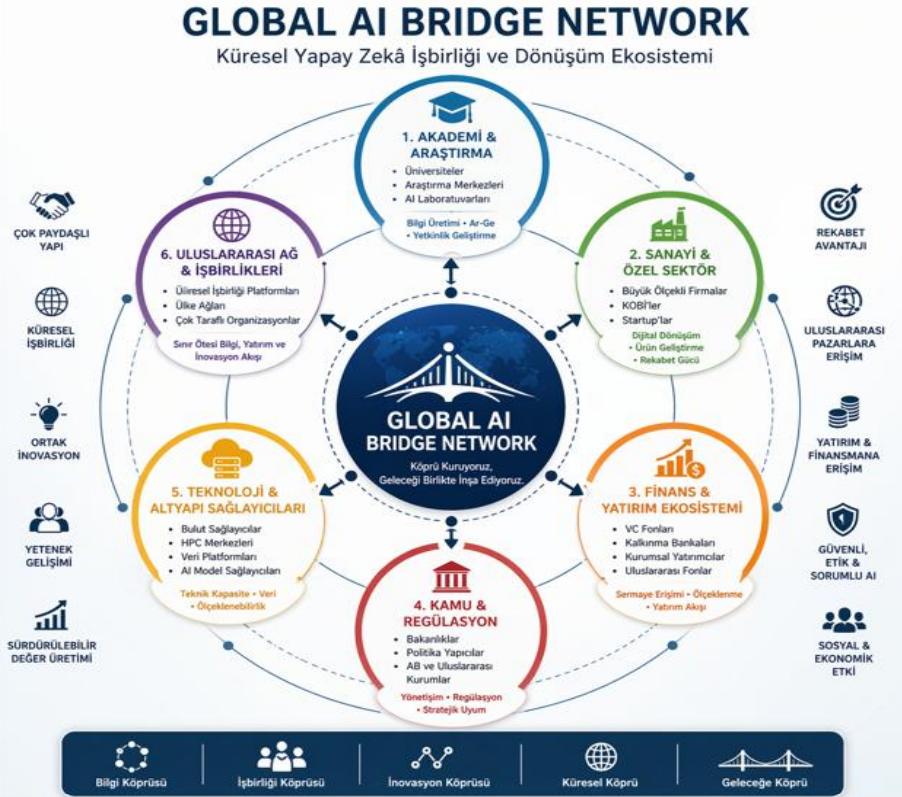 GLOBAL AI BRIDGE NETWORK
Küresel Yapay Zekâ İşbirliği ve Dönüşüm Ekosistemi
1. AKADEMİ &
ARAŞTIRMA
• Üniversiteler
• Araştırma Merkezleri
• AI Laboratuvarları
Bilgi Üretimi • Ar-Ge
• Yetkinlik Geliştirme
2. SANAYİ &
ÖZEL SEKTÖR
• Büyük Ölçekli Firmalar
• KOBİ'ler
• Startup'lar
Dijital Dönüşüm
• Ürün Geliştirme
• Rekabet Gücü
3. FİNANS &
YATIRIM EKOSİSTEMİ
• VC Fonları
• Kalkınma Bankaları
• Kurumsal Yatırımcılar
• Uluslararası Fonlar
Sermaye Erişimi • Ölçeklenme
• Yatırım Akışı
4. KAMU &
REGÜLASYON
• Bakanlıklar
• Politika Yapıcılar
• AB ve Uluslararası
Kurumlar
Yönetişim • Regülasyon
• Stratejik Uyum
5. TEKNOLOJİ &
ALTYAPI SAĞLAYICILARI
• Bulut Sağlayıcılar
• HPC Merkezleri
• Veri Platformları
• AI Model Sağlayıcıları
Teknik Kapasite • Veri
• Ölçeklenebilirlik
6. ULUSLARARASI AĞ
& İŞBİRLİKLERİ
• Üliresel İşbirliği Platformları
• Ülke Ağları
• Çok Taraflı Organizasyonlar
Sınır Ötesi Bilgi, Yatırım ve
İnovasyon Akışı
GLOBAL AI
BRIDGE NETWORK
Köprü Kuruyoruz,
Geleceği Birlikte İnşa Ediyoruz.
ÇOK PAYDAŞLI
YAPI
KÜRESEL
İŞBİRLİĞİ
ORTAK
İNOVASYON
YETENEK
GELİŞİMİ
SÜRDÜRÜLEBİLİR
DEĞER ÜRETİMİ
REKABET
AVANTAJI
ULUSLARARASI
PAZARLARA
ERİŞİM
YATIRIM &
FİNANSMANA
ERİŞİM
GÜVENLİ,
ETİK &
SORUMLU AI
SOSYAL &
EKONOMİK
ETKİ
Bilgi Köprüsü
İşbirliği Köprüsü
İnovasyon Köprüsü
Küresel Köprü
Geleceğe Köprü